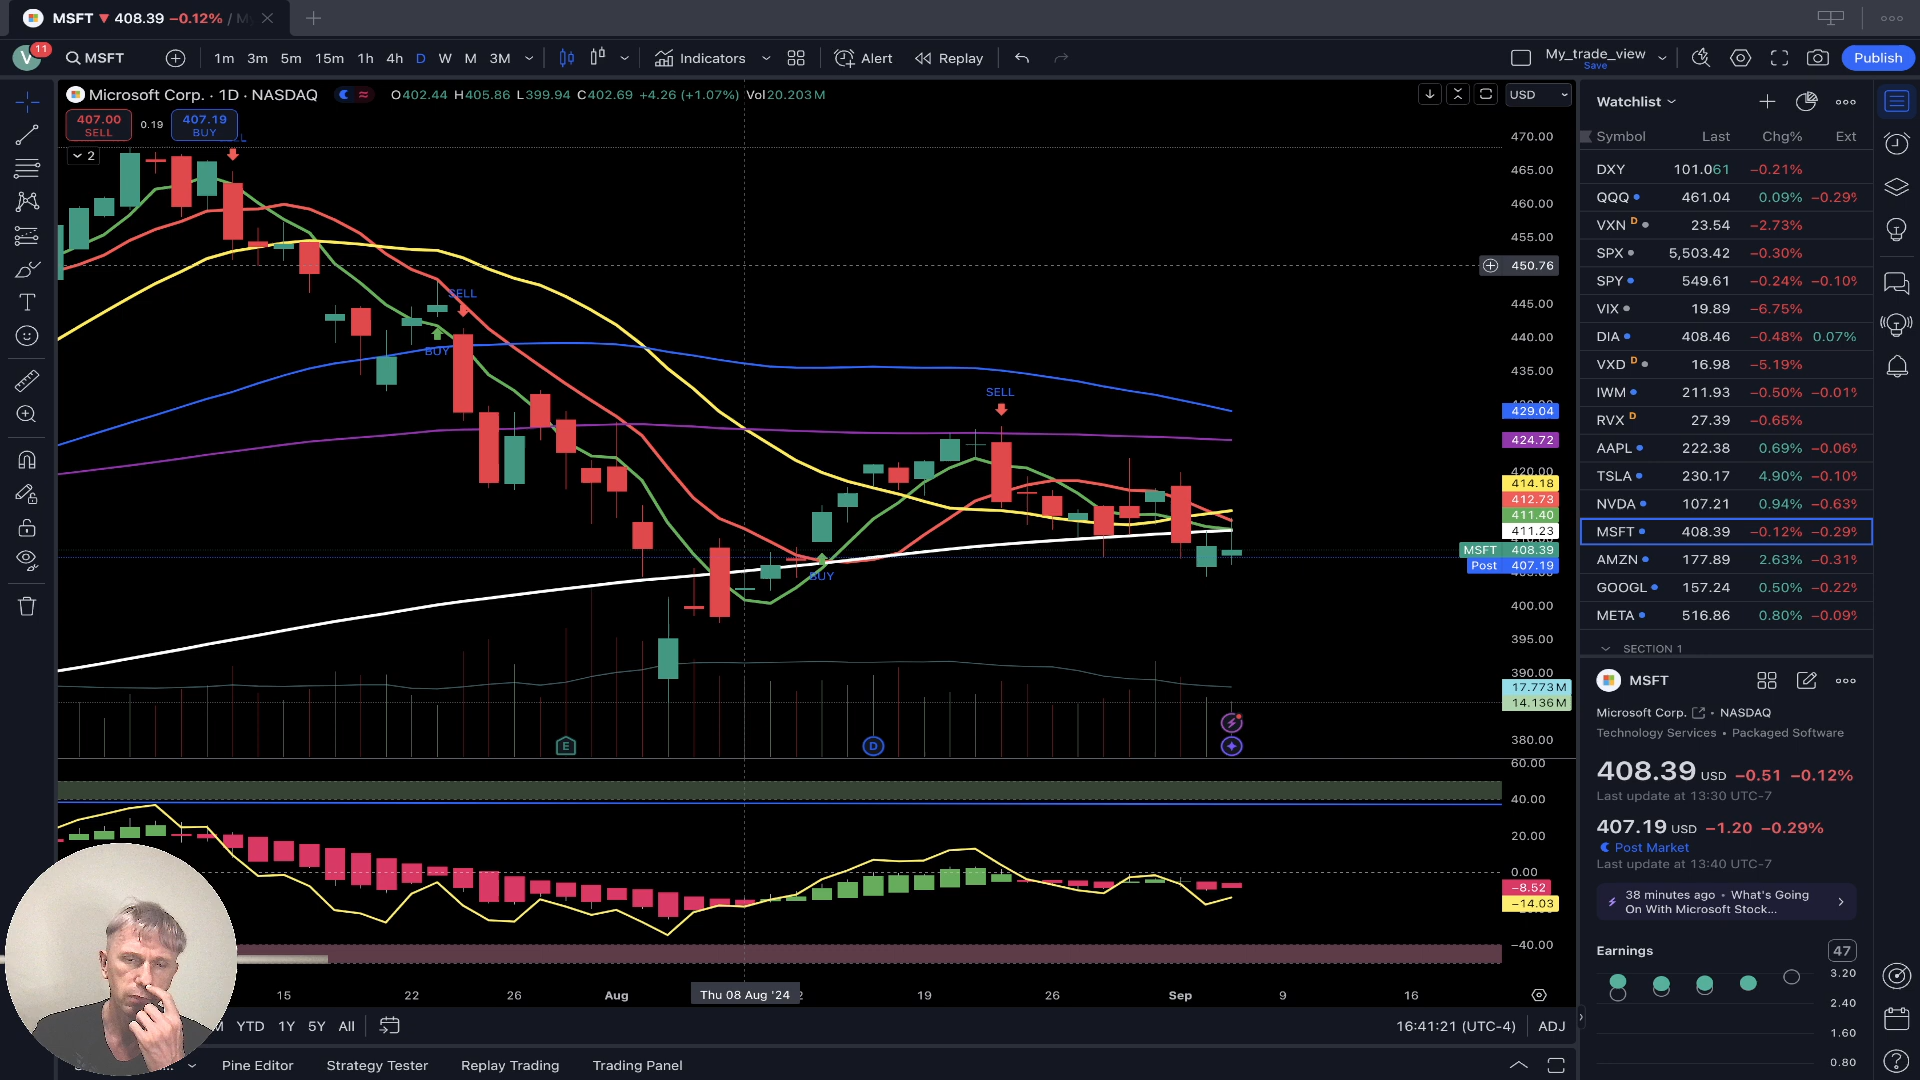 MSFT ▼ 408.39 −0.12% / M
V 11 MSFT 1m 3m 5m 15m 1h 4h D W M 3M Indicators Alert Replay My_trade_view Save Publish
Microsoft Corp. · 1D · NASDAQ O402.44 H405.86 L399.94 C402.69 +4.26 (+1.07%) Vol20.203M USD
407.00 SELL 0.19 407.19 BUY
2
SELL
BUY
SELL
BUY
SELL
E
D
470.00
465.00
460.00
455.00
450.76
445.00
440.00
435.00
429.04
424.72
420.00
414.18
412.73
411.40
411.23
MSFT 408.39
Post 407.19
400.00
395.00
390.00
17.773M
14.136M
380.00
60.00
40.00
20.00
0.00
−8.52
−14.03
−40.00
15 22 26 Aug Thu 08 Aug '24 19 26 Sep 9 16
YTD 1Y 5Y All
16:41:21 (UTC-4) ADJ
Pine Editor Strategy Tester Replay Trading Trading Panel
Watchlist
Symbol Last Chg% Ext
DXY 101.061 −0.21%
QQQ 461.04 0.09% −0.29%
VXN D 23.54 −2.73%
SPX 5,503.42 −0.30%
SPY 549.61 −0.24% −0.10%
VIX 19.89 −6.75%
DIA 408.46 −0.48% 0.07%
VXD D 16.98 −5.19%
IWM 211.93 −0.50% −0.01%
RVX D 27.39 −0.65%
AAPL 222.38 0.69% −0.06%
TSLA 230.17 4.90% −0.10%
NVDA 107.21 0.94% −0.63%
MSFT 408.39 −0.12% −0.29%
AMZN 177.89 2.63% −0.31%
GOOGL 157.24 0.50% −0.22%
META 516.86 0.80% −0.09%
SECTION 1
MSFT
Microsoft Corp. • NASDAQ
Technology Services • Packaged Software
408.39 USD −0.51 −0.12%
Last update at 13:30 UTC-7
407.19 USD −1.20 −0.29%
Post Market
Last update at 13:40 UTC-7
38 minutes ago • What's Going
On With Microsoft Stock...
Earnings 47
3.20
2.40
1.60
0.80